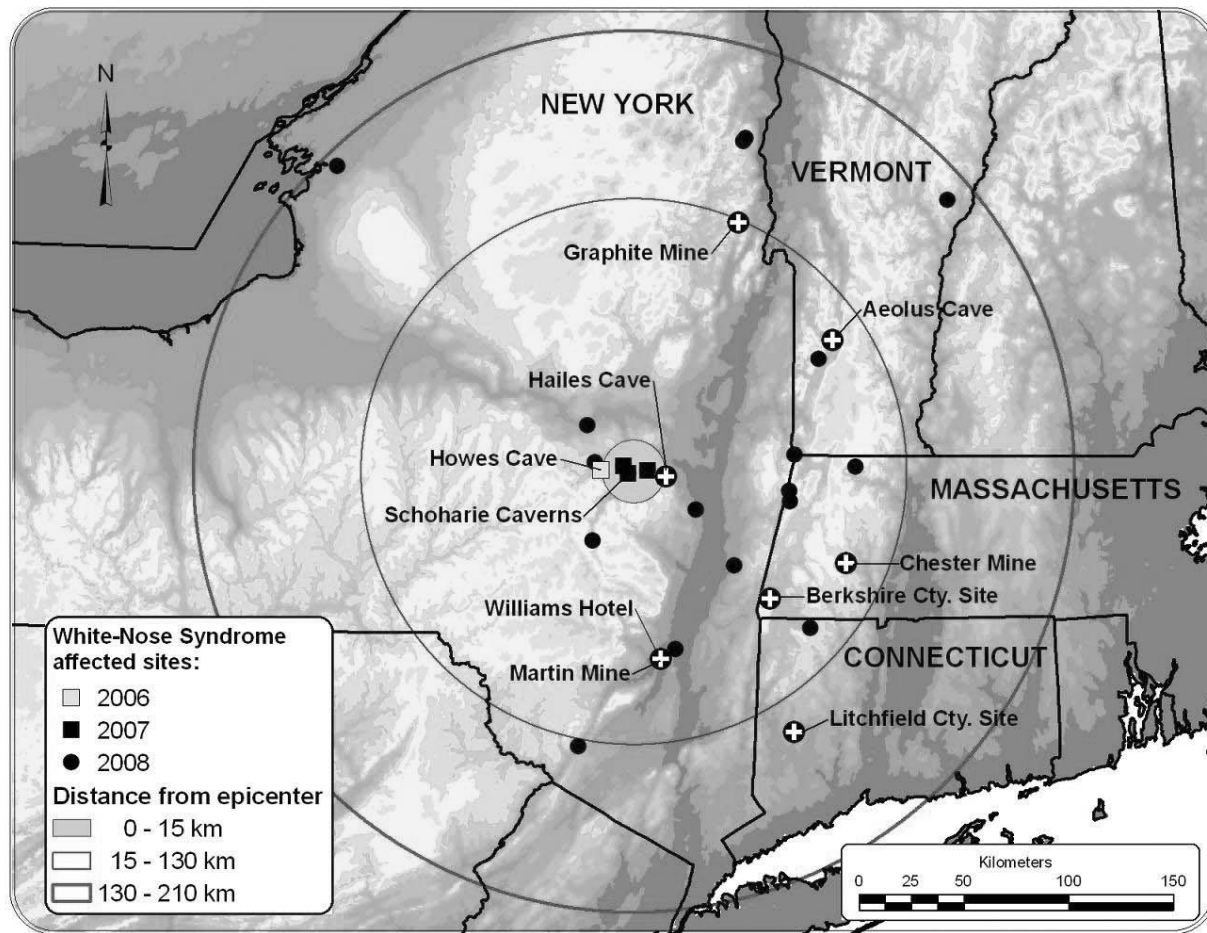 N
NEW YORK
VERMONT
Graphite Mine
Aeolus Cave
Hailes Cave
Howes Cave
MASSACHUSETTS
Schoharie Caverns
Chester Mine
Berkshire Cty. Site
Williams Hotel
CONNECTICUT
Martin Mine
Litchfield Cty. Site
White-Nose Syndrome
affected sites:
2006
2007
2008
Distance from epicenter
0 - 15 km
15 - 130 km
130 - 210 km
Kilometers
0 25 50 100 150